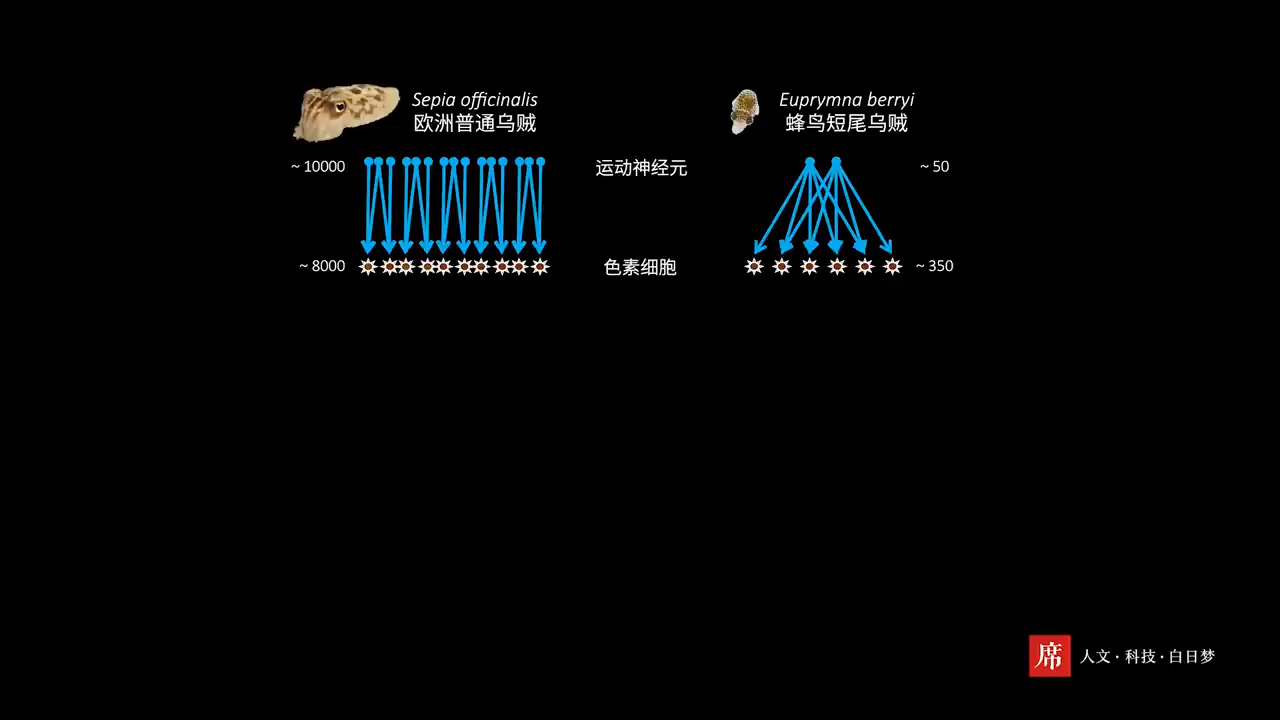 Sepia officinalis
欧洲普通乌贼
Euprymna berryi
蜂鸟短尾乌贼
~ 10000
运动神经元
~ 50
~ 8000
色素细胞
~ 350
席 人文 · 科技 · 白日梦